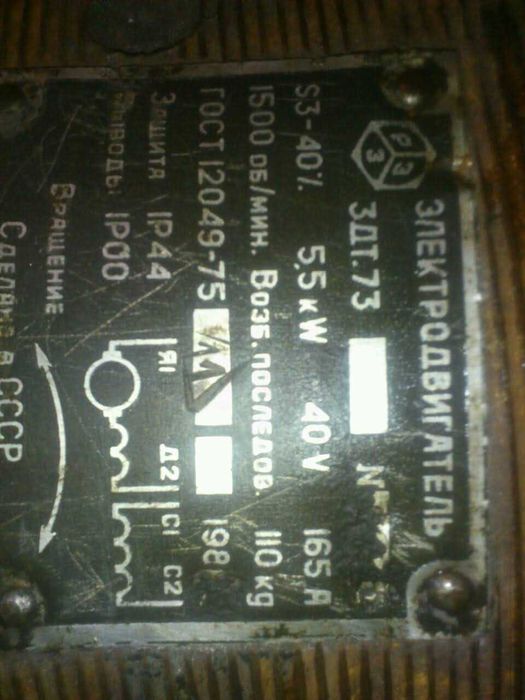 ЭЛЕКТРОДВИГАТЕЛЬ
РЗЗ
3ДТ.73 N°
S3-40% 5,5 kW 40 V 165 A
1500 ОБ/МИН. ВОЗБ. ПОСЛЕДОВ. 110 kg
ГОСТ 12049-75 198
ЗАЩИТА IP44
ВЫВОДЫ IP00
Я1 Д2 С1 С2
ВРАЩЕНИЕ
СДЕЛАНО В СССР